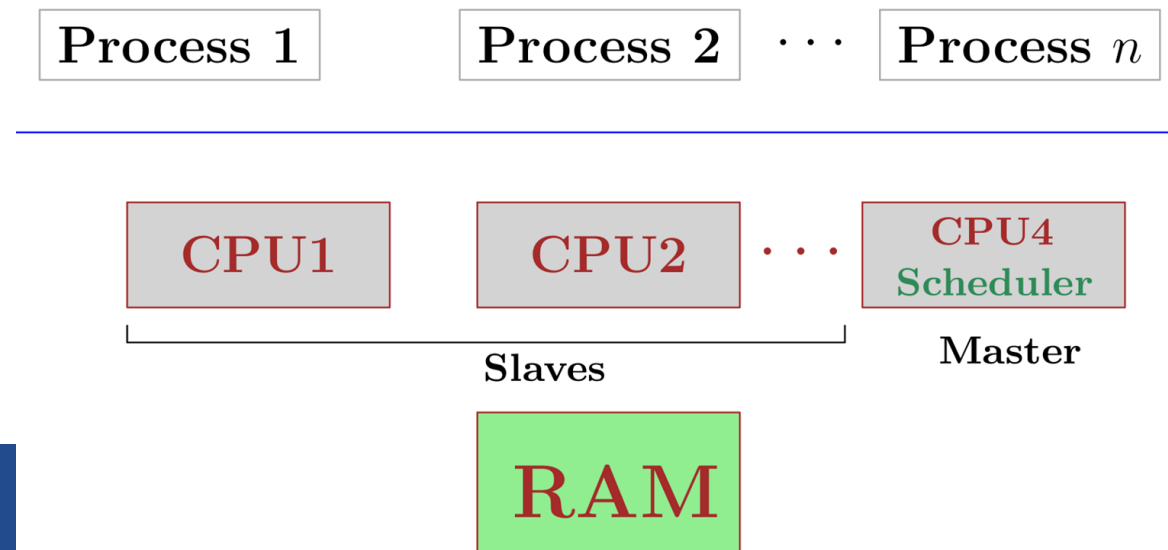 Process 1 Process 2 · · · Process n
CPU1 CPU2 · · · CPU4
Scheduler
Slaves Master
RAM